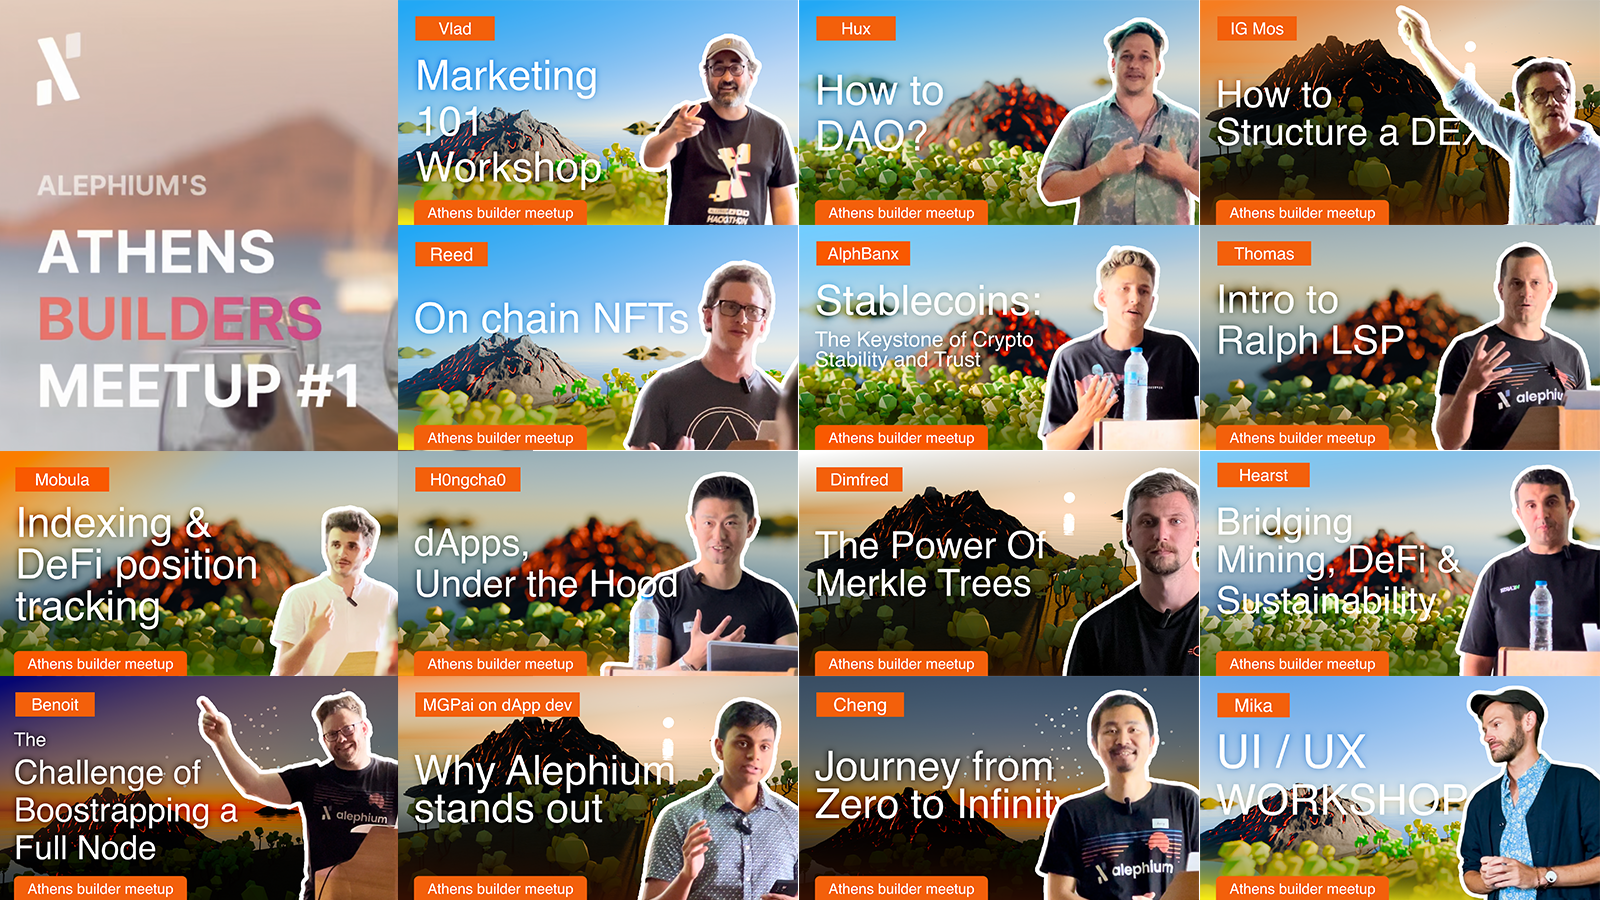 ALEPHIUM'S
ATHENS
BUILDERS
MEETUP #1
Vlad
Marketing
101
Workshop
HACKATHON
Athens builder meetup
Hux
How to
DAO?
Athens builder meetup
IG Mos
How to
Structure a DEX
Athens builder meetup
Reed
On chain NFTs
Athens builder meetup
AlphBanx
Stablecoins:
The Keystone of Crypto
Stability and Trust
Athens builder meetup
Thomas
Intro to
Ralph LSP
alephiu
Athens builder meetup
Mobula
Indexing &
DeFi position
tracking
Athens builder meetup
H0ngcha0
dApps,
Under the Hood
Athens builder meetup
Dimfred
The Power Of
Merkle Trees
Athens builder meetup
Hearst
Bridging
Mining, DeFi &
Sustainability
Athens builder meetup
Benoit
The
Challenge of
Boostrapping a
Full Node
alephium
Athens builder meetup
MGPai on dApp dev
Why Alephium
stands out
Athens builder meetup
Cheng
Journey from
Zero to Infinity
alephium
Athens builder meetup
Mika
UI / UX
WORKSHOP
Athens builder meetup